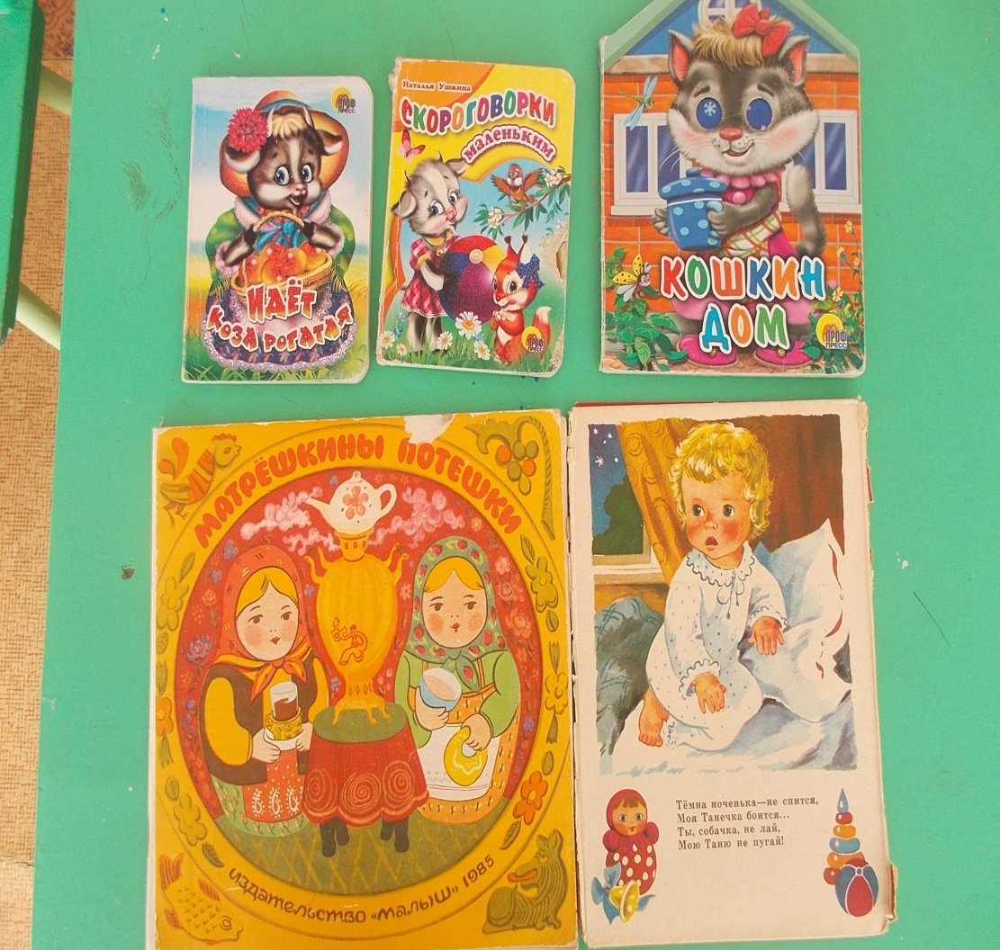 ПРОФ
ПРЕСС
ИДЁТ
КОЗА РОГАТАЯ
Наталья Ушкина
СКОРОГОВОРКИ
маленьким
ПРОФ
ПРЕСС
КОШКИН
ДОМ
ПРОФ
ПРЕСС
МАТРЁШКИНЫ ПОТЕШКИ
ИЗДАТЕЛЬСТВО «МАЛЫШ» 1985
Тёмна ноченька—не спится,
Моя Танечка боится...
Ты, собачка, не лай,
Мою Таню не пугай!